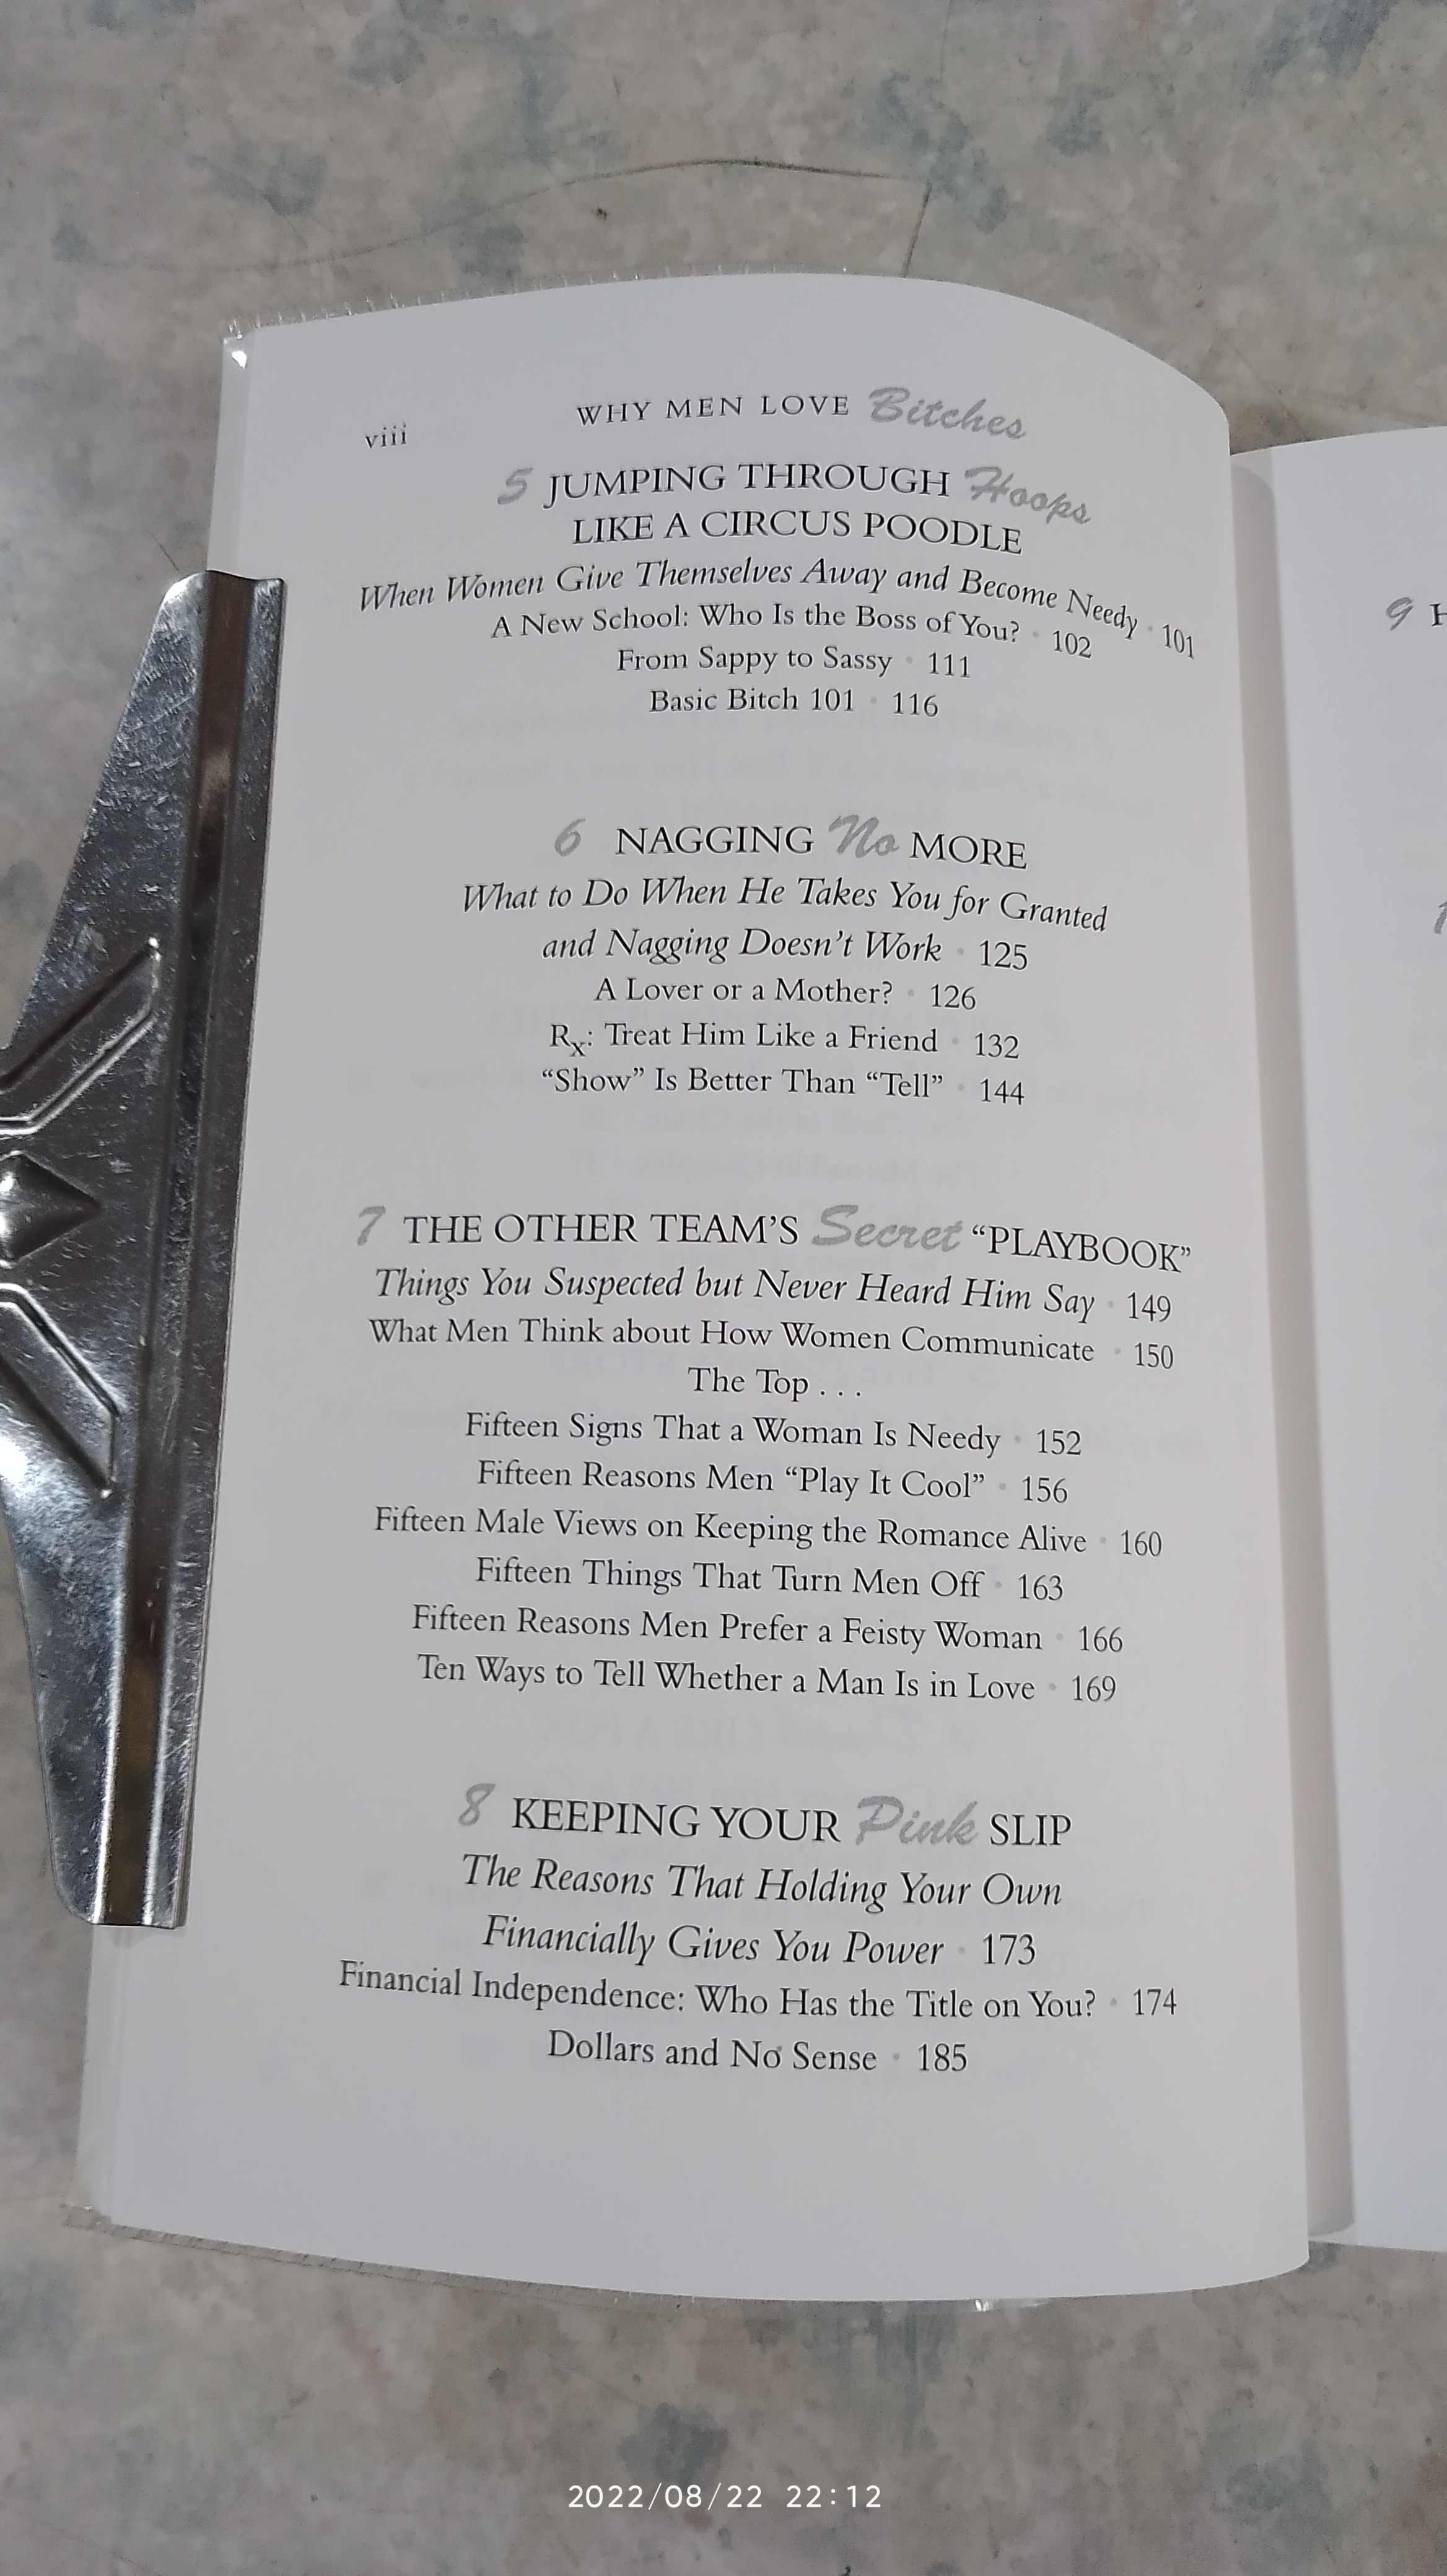 viii
WHY MEN LOVE Bitches
5 JUMPING THROUGH Hoops
LIKE A CIRCUS POODLE
When Women Give Themselves Away and Become Needy • 101
A New School: Who Is the Boss of You? • 102
From Sappy to Sassy • 111
Basic Bitch 101 • 116
6 NAGGING No MORE
What to Do When He Takes You for Granted
and Nagging Doesn’t Work • 125
A Lover or a Mother? • 126
Rx: Treat Him Like a Friend • 132
“Show” Is Better Than “Tell” • 144
7 THE OTHER TEAM’S Secret “PLAYBOOK”
Things You Suspected but Never Heard Him Say • 149
What Men Think about How Women Communicate • 150
The Top . . .
Fifteen Signs That a Woman Is Needy • 152
Fifteen Reasons Men “Play It Cool” • 156
Fifteen Male Views on Keeping the Romance Alive • 160
Fifteen Things That Turn Men Off • 163
Fifteen Reasons Men Prefer a Feisty Woman • 166
Ten Ways to Tell Whether a Man Is in Love • 169
8 KEEPING YOUR Pink SLIP
The Reasons That Holding Your Own
Financially Gives You Power • 173
Financial Independence: Who Has the Title on You? • 174
Dollars and No Sense • 185
9
2022/08/22 22:12